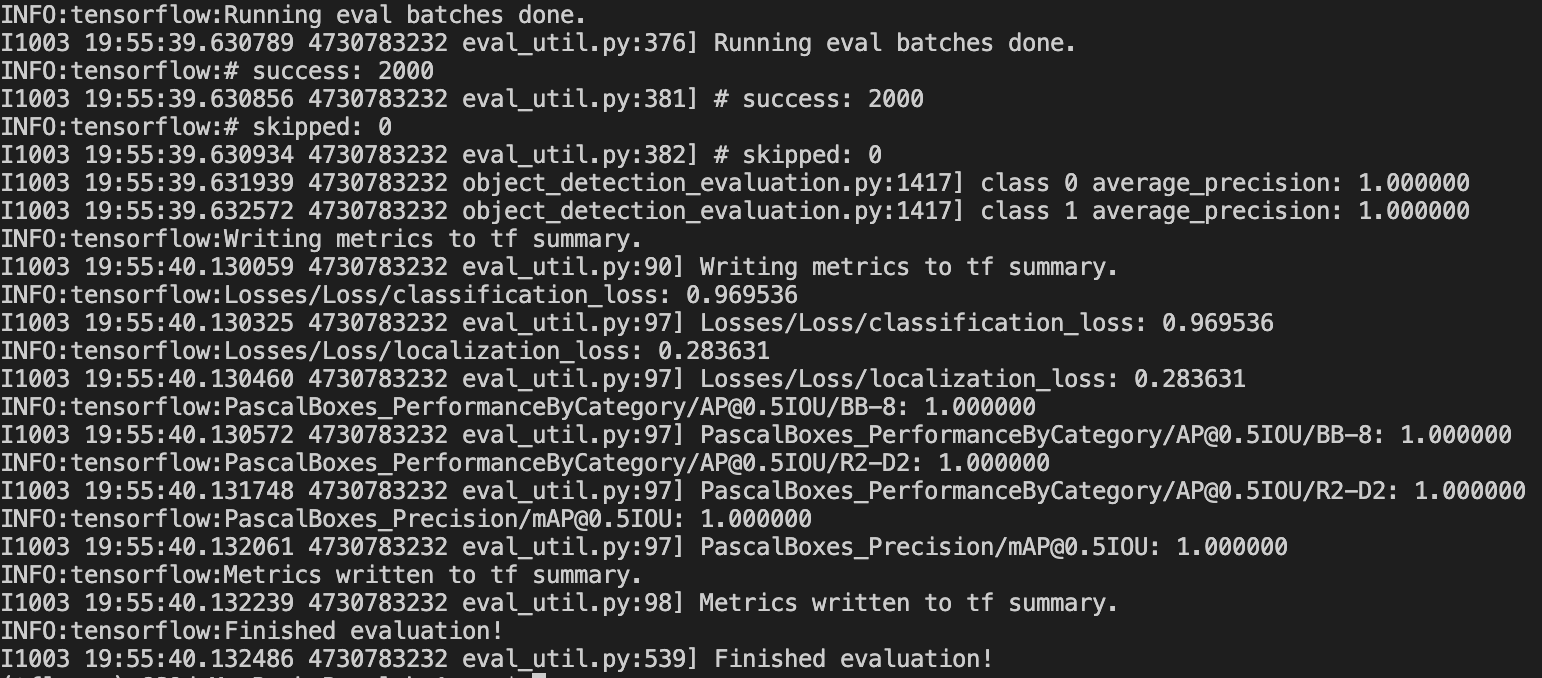 INFO:tensorflow:Running eval batches done.
I1003 19:55:39.630789 4730783232 eval_util.py:376] Running eval batches done.
INFO:tensorflow:# success: 2000
I1003 19:55:39.630856 4730783232 eval_util.py:381] # success: 2000
INFO:tensorflow:# skipped: 0
I1003 19:55:39.630934 4730783232 eval_util.py:382] # skipped: 0
I1003 19:55:39.631939 4730783232 object_detection_evaluation.py:1417] class 0 average_precision: 1.000000
I1003 19:55:39.632572 4730783232 object_detection_evaluation.py:1417] class 1 average_precision: 1.000000
INFO:tensorflow:Writing metrics to tf summary.
I1003 19:55:40.130059 4730783232 eval_util.py:90] Writing metrics to tf summary.
INFO:tensorflow:Losses/Loss/classification_loss: 0.969536
I1003 19:55:40.130325 4730783232 eval_util.py:97] Losses/Loss/classification_loss: 0.969536
INFO:tensorflow:Losses/Loss/localization_loss: 0.283631
I1003 19:55:40.130460 4730783232 eval_util.py:97] Losses/Loss/localization_loss: 0.283631
INFO:tensorflow:PascalBoxes_PerformanceByCategory/AP@0.5IOU/BB-8: 1.000000
I1003 19:55:40.130572 4730783232 eval_util.py:97] PascalBoxes_PerformanceByCategory/AP@0.5IOU/BB-8: 1.000000
INFO:tensorflow:PascalBoxes_PerformanceByCategory/AP@0.5IOU/R2-D2: 1.000000
I1003 19:55:40.131748 4730783232 eval_util.py:97] PascalBoxes_PerformanceByCategory/AP@0.5IOU/R2-D2: 1.000000
INFO:tensorflow:PascalBoxes_Precision/mAP@0.5IOU: 1.000000
I1003 19:55:40.132061 4730783232 eval_util.py:97] PascalBoxes_Precision/mAP@0.5IOU: 1.000000
INFO:tensorflow:Metrics written to tf summary.
I1003 19:55:40.132239 4730783232 eval_util.py:98] Metrics written to tf summary.
INFO:tensorflow:Finished evaluation!
I1003 19:55:40.132486 4730783232 eval_util.py:539] Finished evaluation!